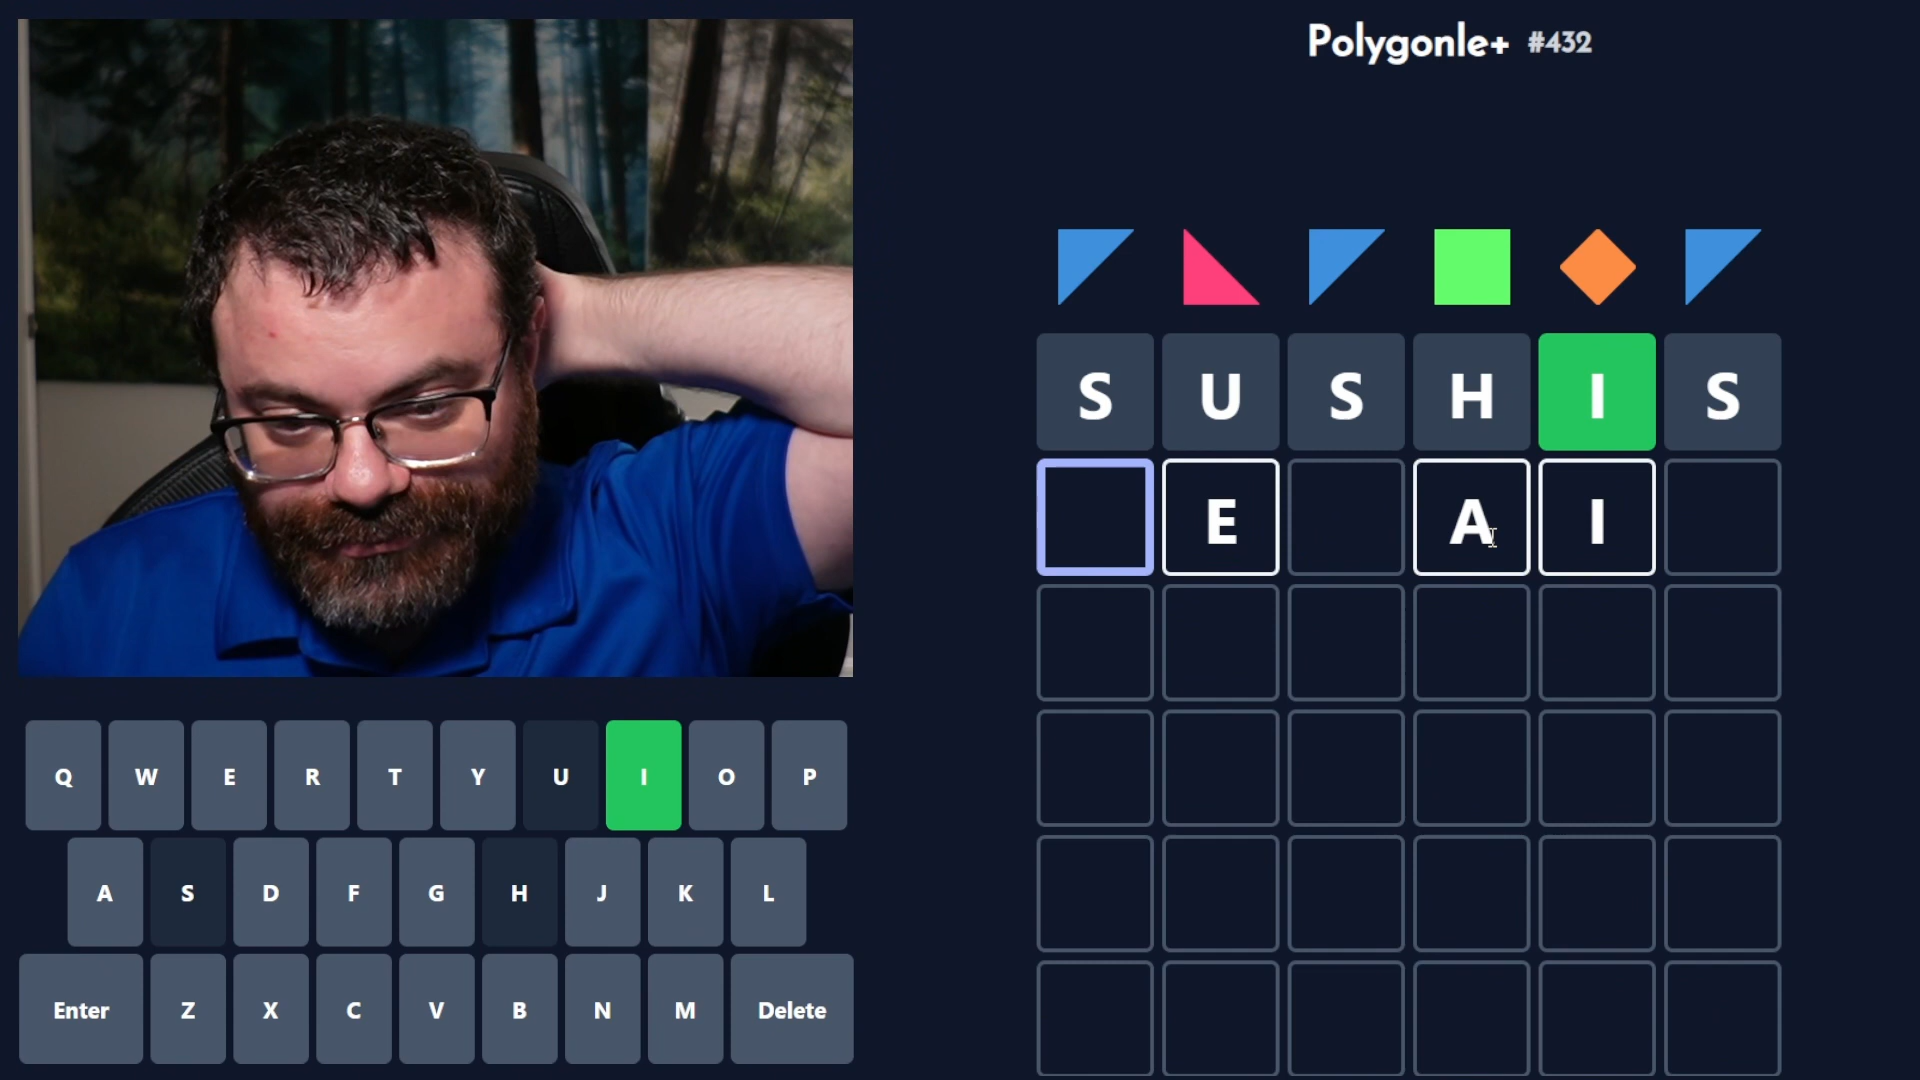 Polygonle+ #432
S U S H I S
E A I
Q W E R T Y U I O P
A S D F G H J K L
Enter Z X C V B N M Delete